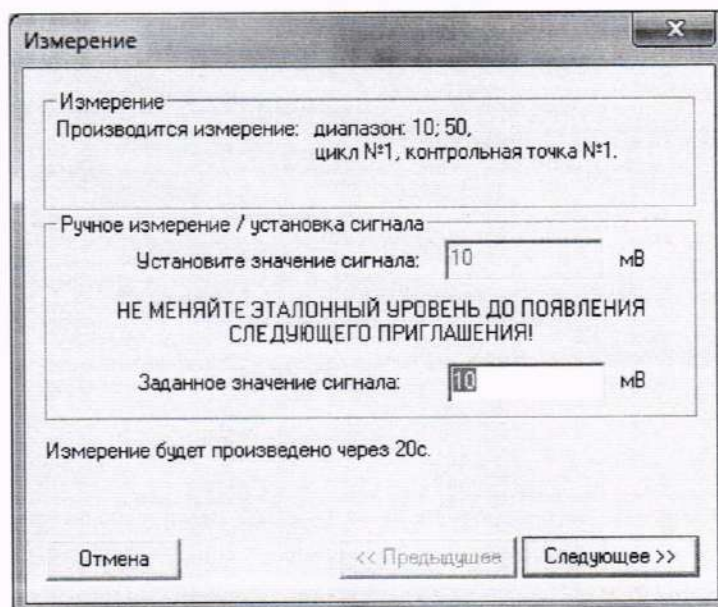 Измерение
x
Измерение
Производится измерение: диапазон: 10; 50,
цикл №1, контрольная точка №1.
Ручное измерение / установка сигнала
Установите значение сигнала: 10 мВ
НЕ МЕНЯЙТЕ ЭТАЛОННЫЙ УРОВЕНЬ ДО ПОЯВЛЕНИЯ
СЛЕДУЮЩЕГО ПРИГЛАШЕНИЯ!
Заданное значение сигнала: 10 мВ
Измерение будет произведено через 20с.
Отмена << Предыдущее Следующее >>